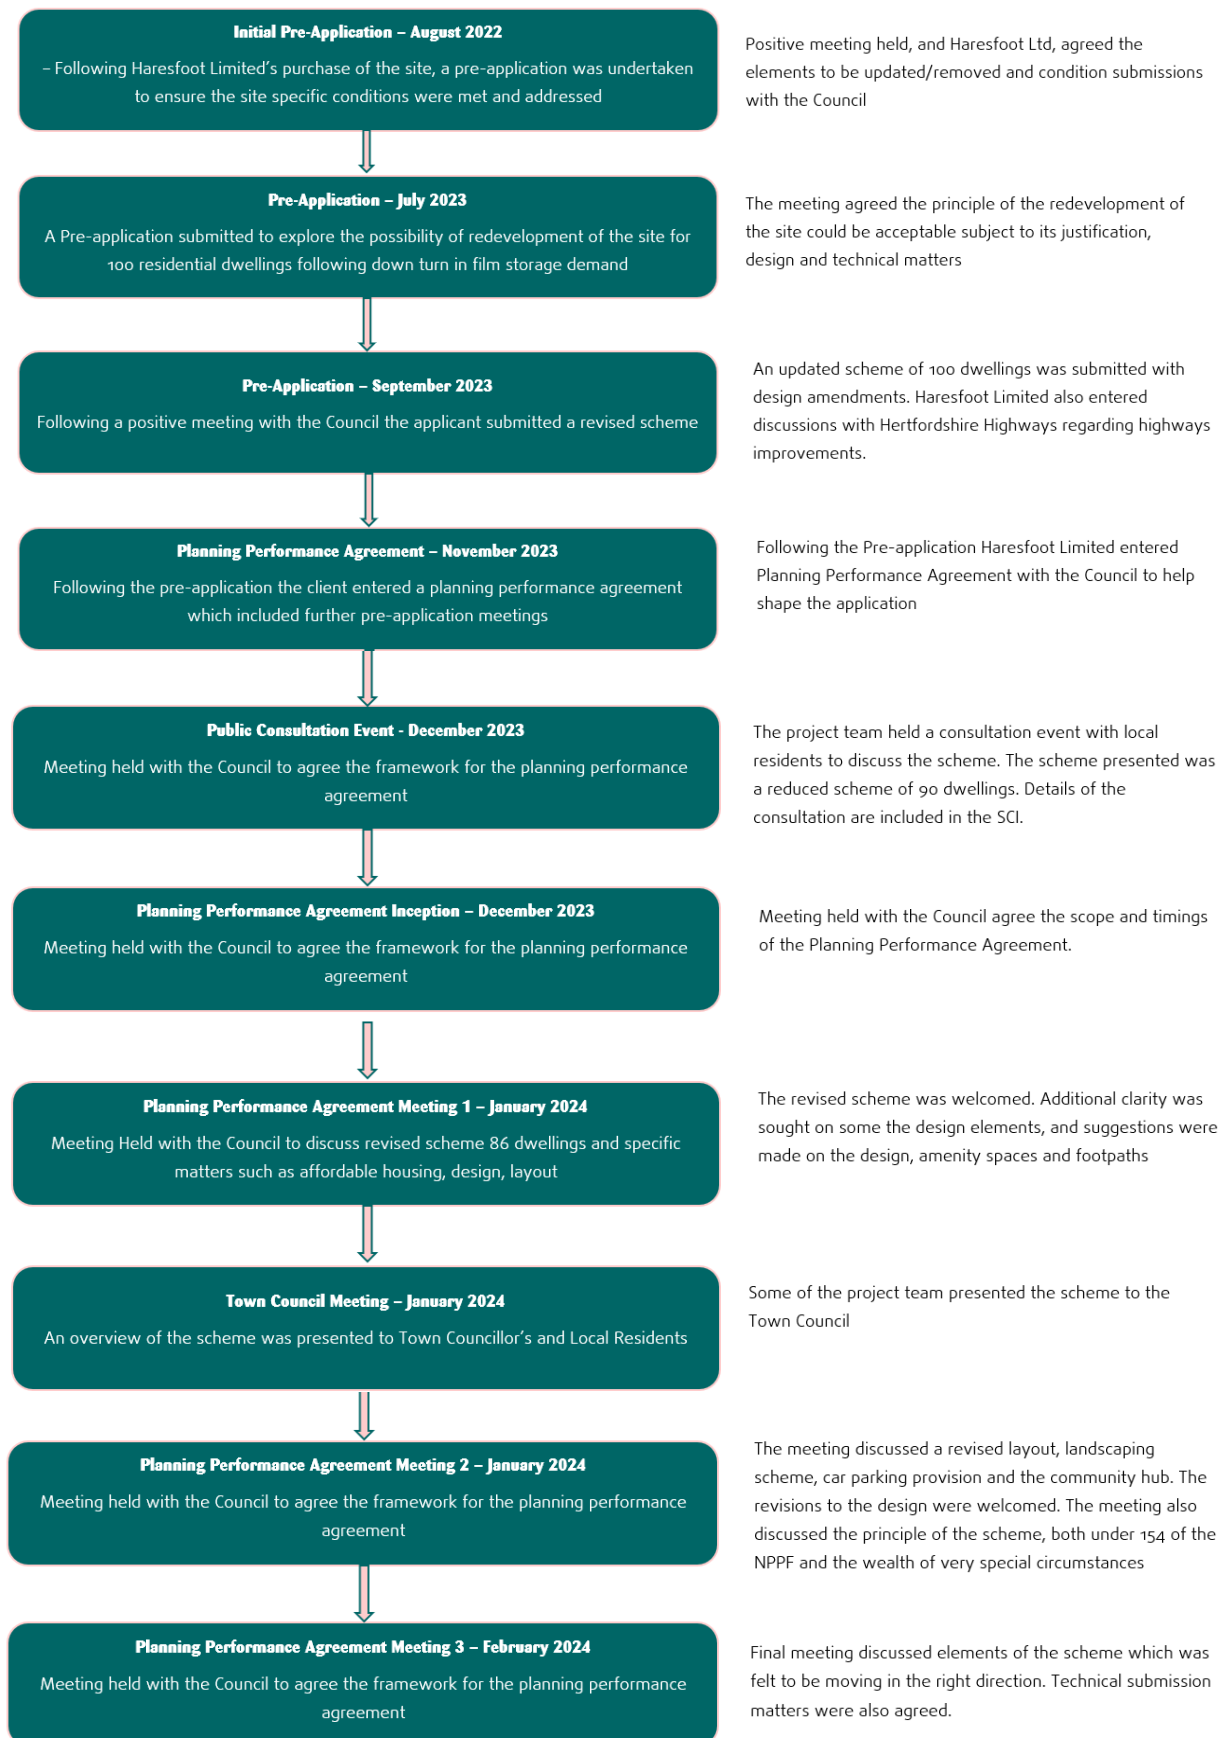 Initial Pre-Application – August 2022
– Following Haresfoot Limited's purchase of the site, a pre-application was undertaken
to ensure the site specific conditions were met and addressed
Positive meeting held, and Haresfoot Ltd, agreed the
elements to be updated/removed and condition submissions
with the Council
Pre-Application – July 2023
A Pre-application submitted to explore the possibility of redevelopment of the site for
100 residential dwellings following down turn in film storage demand
The meeting agreed the principle of the redevelopment of
the site could be acceptable subject to its justification,
design and technical matters
Pre-Application – September 2023
Following a positive meeting with the Council the applicant submitted a revised scheme
An updated scheme of 100 dwellings was submitted with
design amendments. Haresfoot Limited also entered
discussions with Hertfordshire Highways regarding highways
improvements.
Planning Performance Agreement – November 2023
Following the pre-application the client entered a planning performance agreement
which included further pre-application meetings
Following the Pre-application Haresfoot Limited entered
Planning Performance Agreement with the Council to help
shape the application
Public Consultation Event - December 2023
Meeting held with the Council to agree the framework for the planning performance
agreement
The project team held a consultation event with local
residents to discuss the scheme. The scheme presented was
a reduced scheme of 90 dwellings. Details of the
consultation are included in the SCI.
Planning Performance Agreement Inception – December 2023
Meeting held with the Council to agree the framework for the planning performance
agreement
Meeting held with the Council agree the scope and timings
of the Planning Performance Agreement.
Planning Performance Agreement Meeting 1 – January 2024
Meeting Held with the Council to discuss revised scheme 86 dwellings and specific
matters such as affordable housing, design, layout
The revised scheme was welcomed. Additional clarity was
sought on some the design elements, and suggestions were
made on the design, amenity spaces and footpaths
Town Council Meeting – January 2024
An overview of the scheme was presented to Town Councillor's and Local Residents
Some of the project team presented the scheme to the
Town Council
Planning Performance Agreement Meeting 2 – January 2024
Meeting held with the Council to agree the framework for the planning performance
agreement
The meeting discussed a revised layout, landscaping
scheme, car parking provision and the community hub. The
revisions to the design were welcomed. The meeting also
discussed the principle of the scheme, both under 154 of the
NPPF and the wealth of very special circumstances
Planning Performance Agreement Meeting 3 – February 2024
Meeting held with the Council to agree the framework for the planning performance
agreement
Final meeting discussed elements of the scheme which was
felt to be moving in the right direction. Technical submission
matters were also agreed.